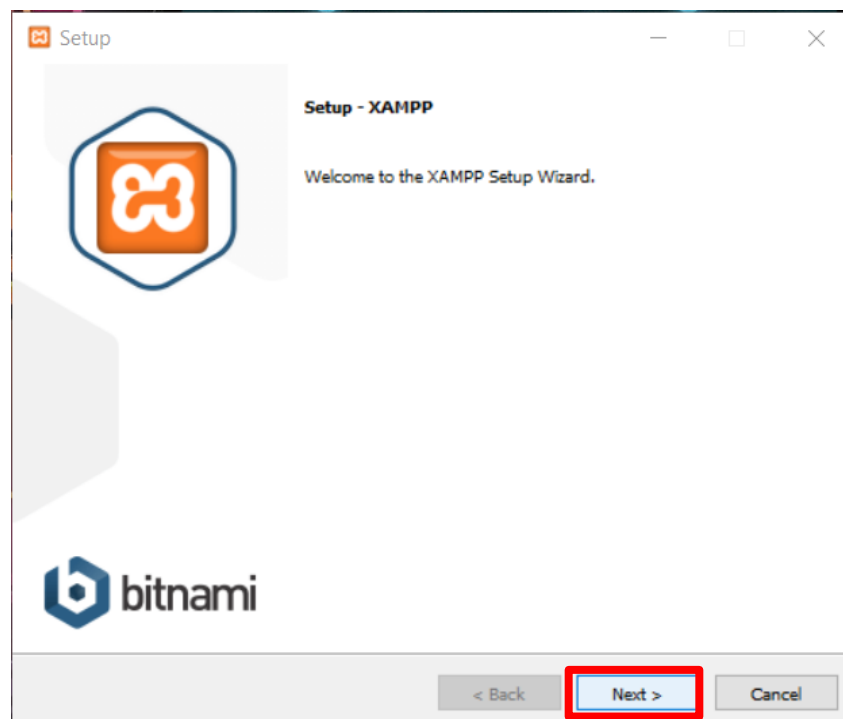 Setup
Setup - XAMPP
Welcome to the XAMPP Setup Wizard.
bitnami
< Back
Next >
Cancel